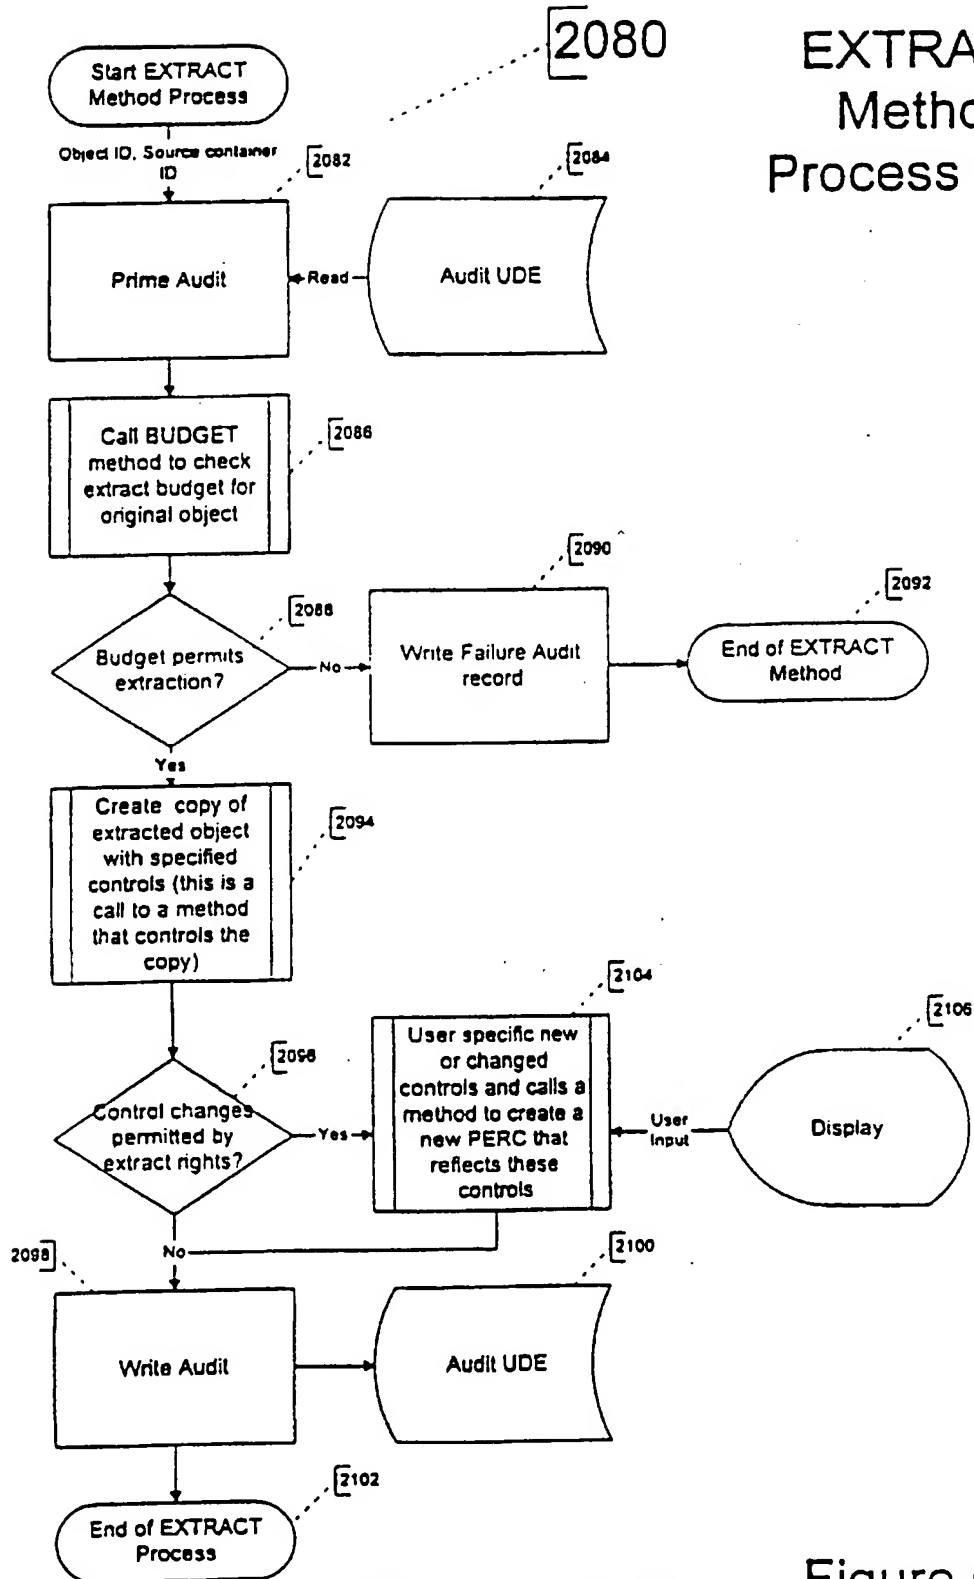 2080
EXTRA
Metho
Process
Start EXTRACT
Method Process
Object ID, Source container
ID
2082
2084
Prime Audit
Read
Audit UDE
Call BUDGET
method to check
extract budget for
original object
2086
2088
Budget permits
extraction?
No
2090
Write Failure Audit
record
2092
End of EXTRACT
Method
Yes
Create copy of
extracted object
with specified
controls (this is a
call to a method
that controls the
copy)
2094
2096
Control changes
permitted by
extract rights?
Yes
2104
User specific new
or changed
controls and calls a
method to create a
new PERC that
reflects these
controls
User
Input
2106
Display
No
2098
Write Audit
2100
Audit UDE
2102
End of EXTRACT
Process
Figure